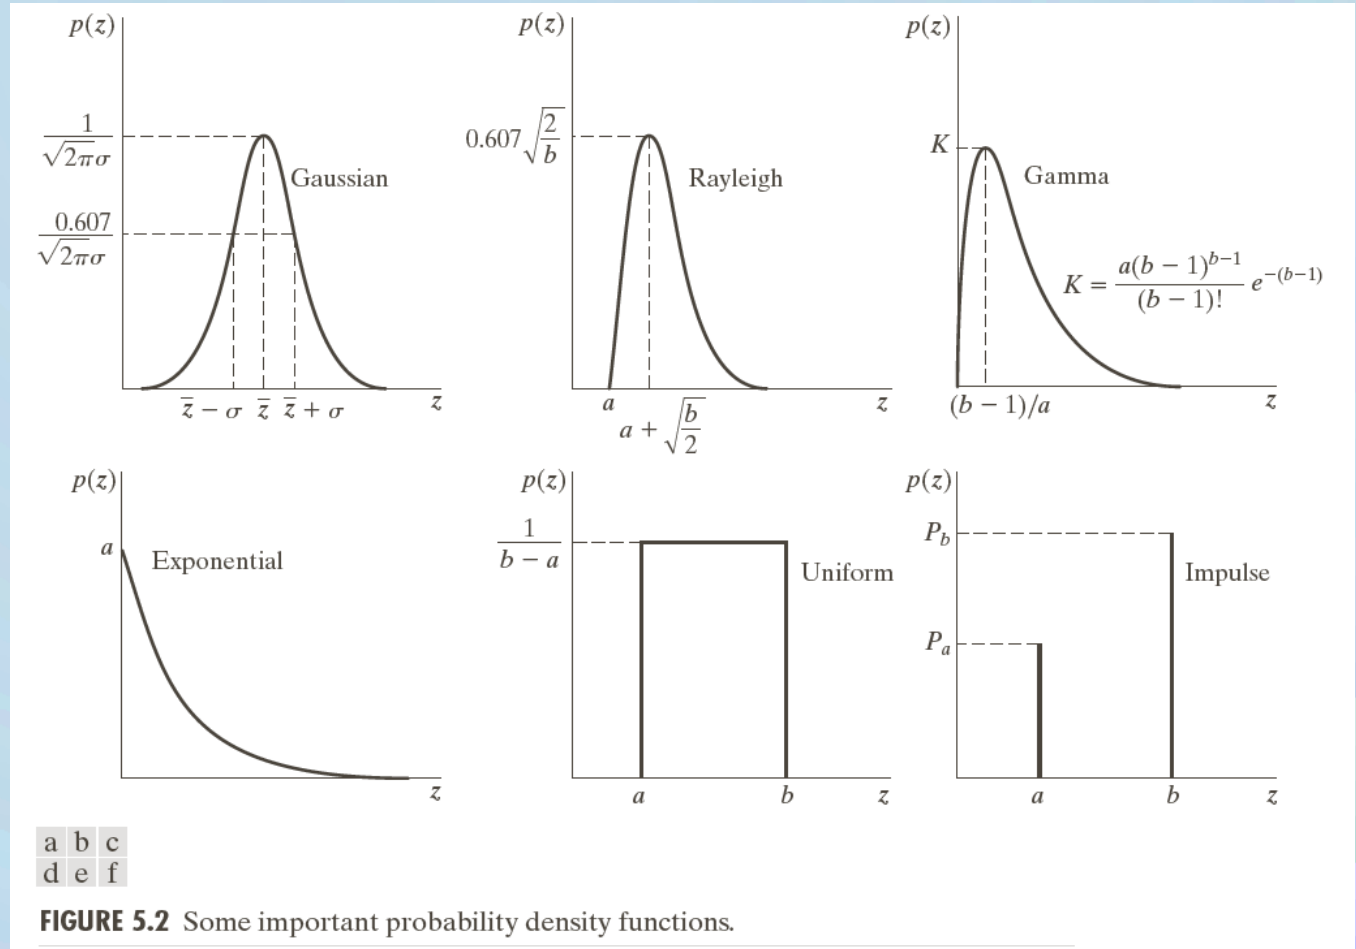 p(z)
1
√2πσ
0.607
√2πσ
Gaussian
z̄ − σ z̄ z̄ + σ
z
p(z)
0.607 √2/b
Rayleigh
a
a + √b/2
z
p(z)
K
Gamma
K = a(b − 1)^b−1 / (b − 1)! e^−(b−1)
(b − 1)/a
z
p(z)
a
Exponential
z
p(z)
1
b − a
Uniform
a b z
p(z)
P_b
P_a
Impulse
a b z
a b c
d e f
FIGURE 5.2 Some important probability density functions.